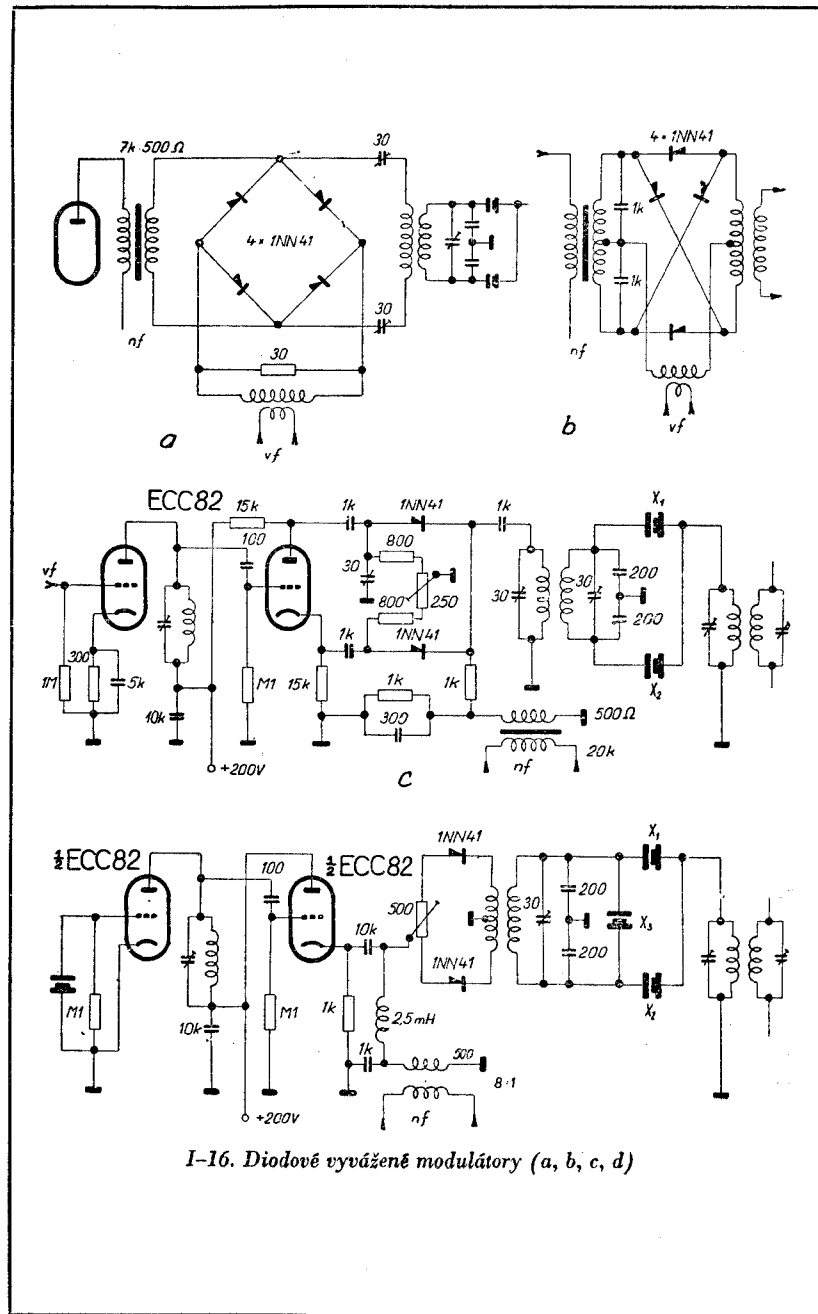 7k·500Ω
30
4×1NN41
30
30
nf
vf
a
4×1NN41
1k
1k
nf
vf
b
ECC82
15k
1k
1NN41
1k
X₁
100
800
30
vf
30
30
200
800
250
200
1NN41
300
1k
1M
5k
M1
15k
1k
1k
X₂
10k
300
500Ω
+200V
20k
nf
c
½ECC82
½ECC82
1NN41
X₁
100
500
30
200
X₃
10k
200
1NN41
X₂
M1
10k
M1
1k
2,5mH
1k
500
8:1
+200V
nf
I–16. Diodové vyvážené modulátory (a, b, c, d)